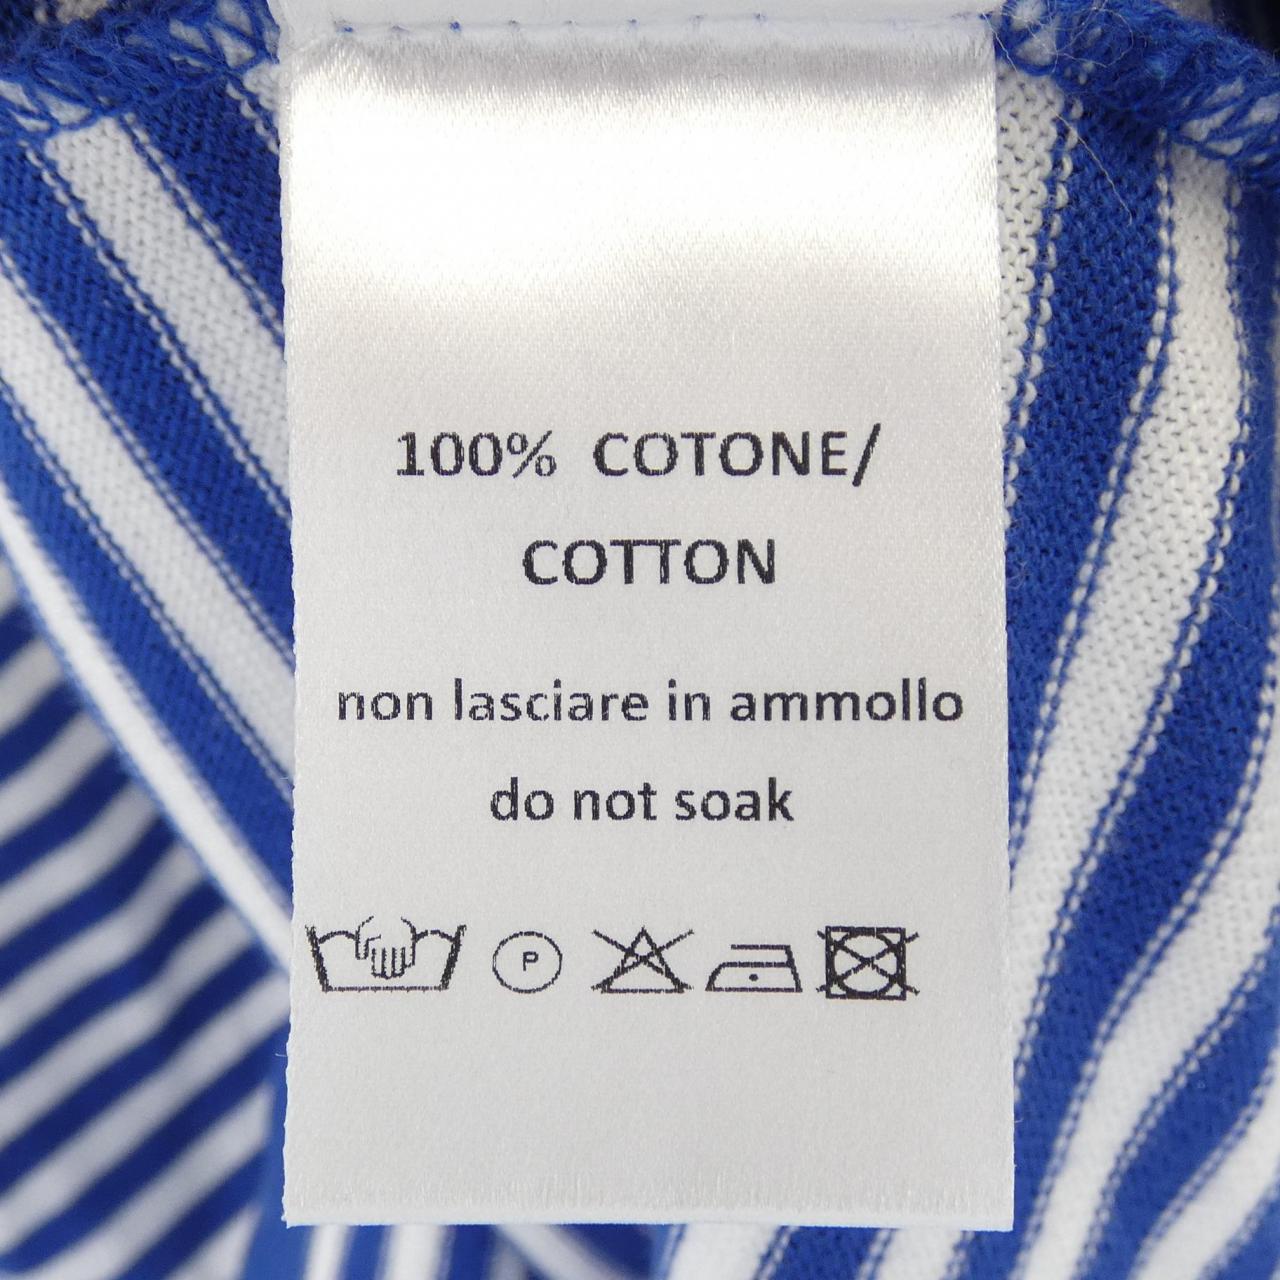 100% COTONE/
COTTON
non lasciare in ammollo
do not soak
P